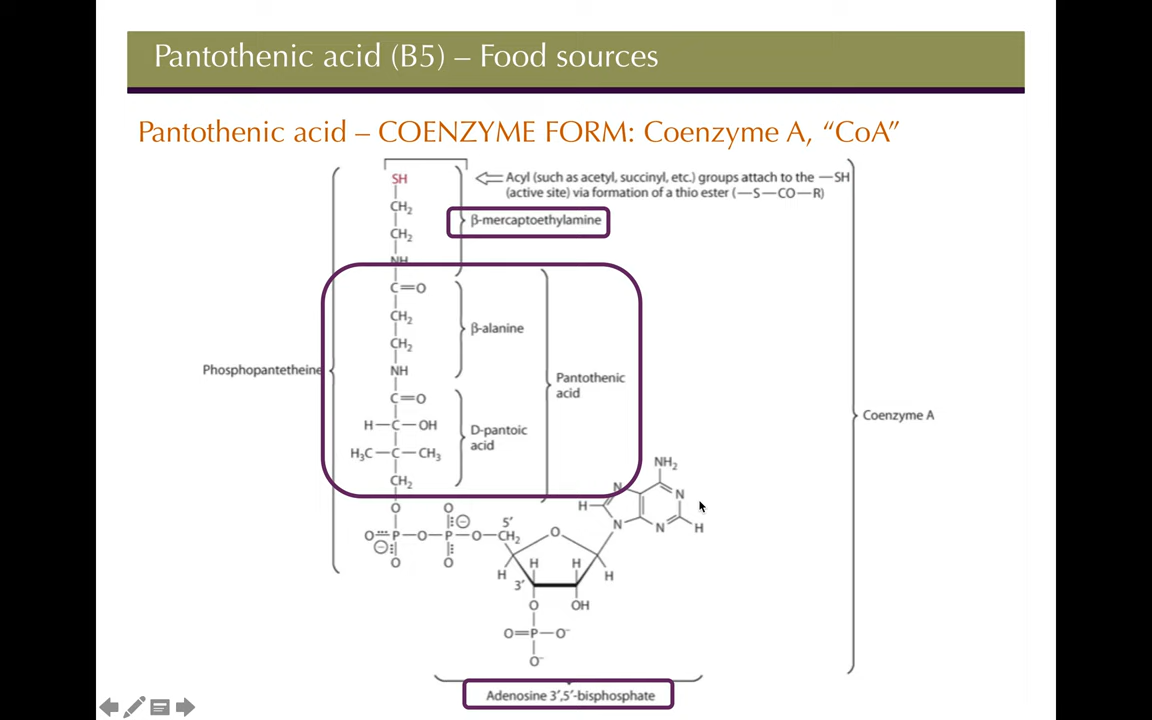 Pantothenic acid (B5) – Food sources
Pantothenic acid – COENZYME FORM: Coenzyme A, “CoA”
SH
Acyl (such as acetyl, succinyl, etc.) groups attach to the —SH
(active site) via formation of a thio ester (—S—CO—R)
CH₂
β-mercaptoethylamine
CH₂
NH
C=O
CH₂
β-alanine
CH₂
Phosphopantetheine
NH
Pantothenic
acid
C=O
Coenzyme A
H—C—OH
D-pantoic
acid
H₃C—C—CH₃
NH₂
CH₂
N
N
O
O
⊖
5′
H
O
N
N
H
O=P—O—P—O—CH₂
⊖
O
O
H
H
H
H
3′
O
OH
O=P—O⁻
O⁻
Adenosine 3′,5′-bisphosphate